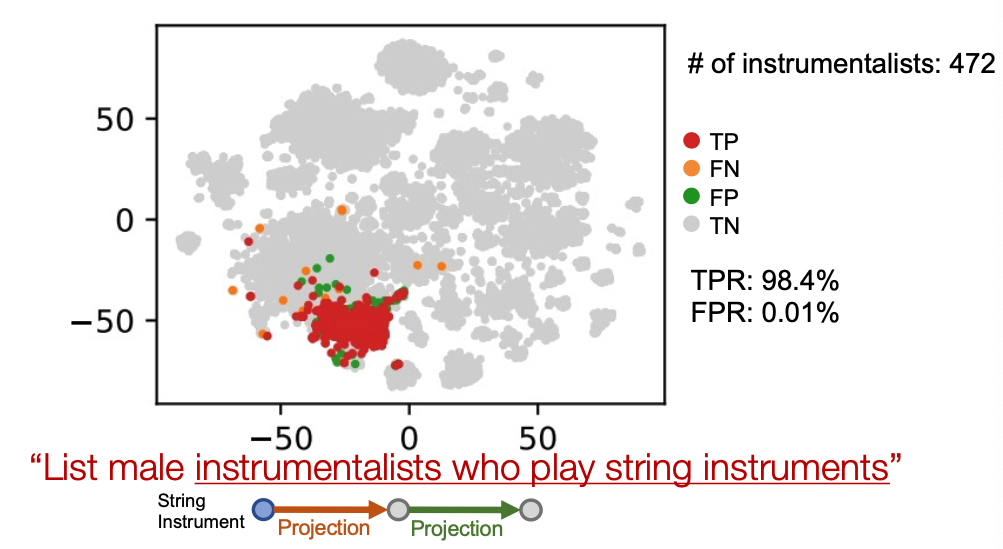 # of instrumentalists: 472
50
TP
FN
FP
0
TN
TPR: 98.4%
FPR: 0.01%
−50
−50 0 50
“List male instrumentalists who play string instruments”
String
Instrument
Projection
Projection